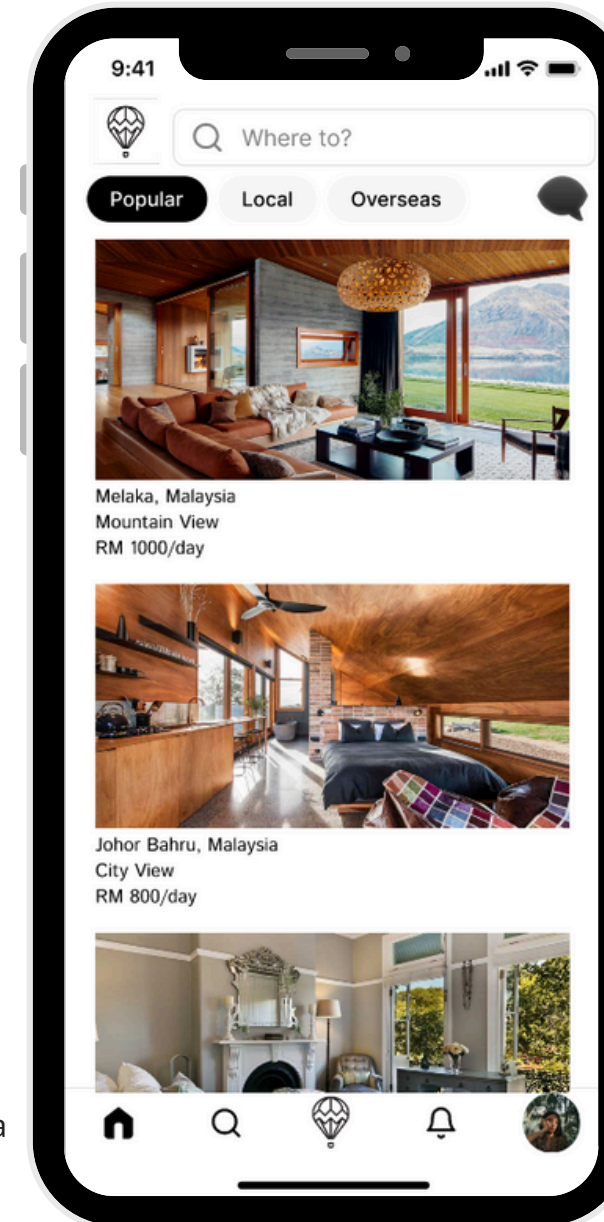 9:41
Where to?
Popular Local Overseas
Melaka, Malaysia
Mountain View
RM 1000/day
Johor Bahru, Malaysia
City View
RM 800/day
a